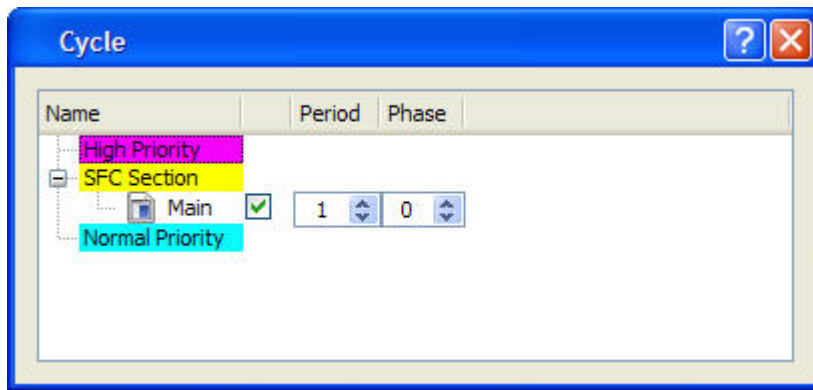 Cycle
Name Period Phase
High Priority
SFC Section
Main 1 0
Normal Priority